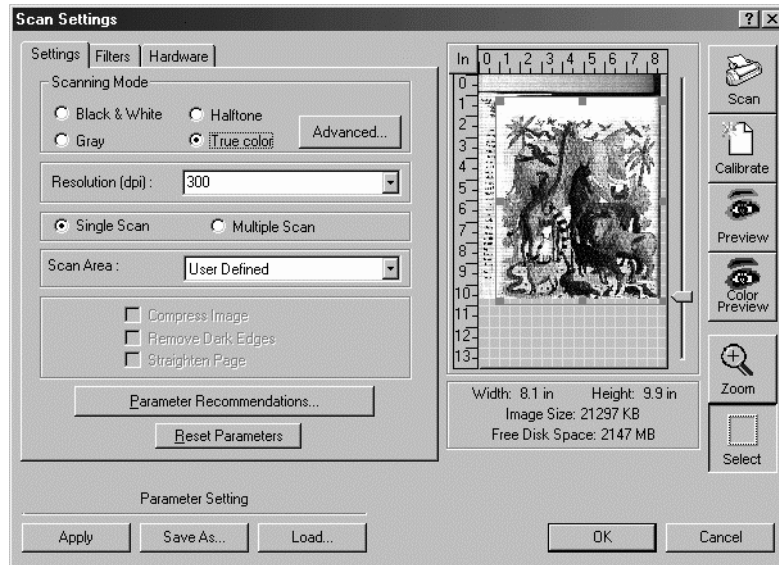 Scan Settings
Settings
Filters
Hardware
Scanning Mode
Black & White
Halftone
Gray
True color
Advanced...
Resolution (dpi) :
300
Single Scan
Multiple Scan
Scan Area :
User Defined
Compress Image
Remove Dark Edges
Straighten Page
Parameter Recommendations...
Reset Parameters
Parameter Setting
Apply
Save As...
Load...
In
0 1 2 3 4 5 6 7 8
0
1
2
3
4
5
6
7
8
9
10
11
12
13
Width: 8.1 in Height: 9.9 in
Image Size: 21297 KB
Free Disk Space: 2147 MB
Scan
Calibrate
Preview
Color
Preview
Zoom
Select
OK
Cancel